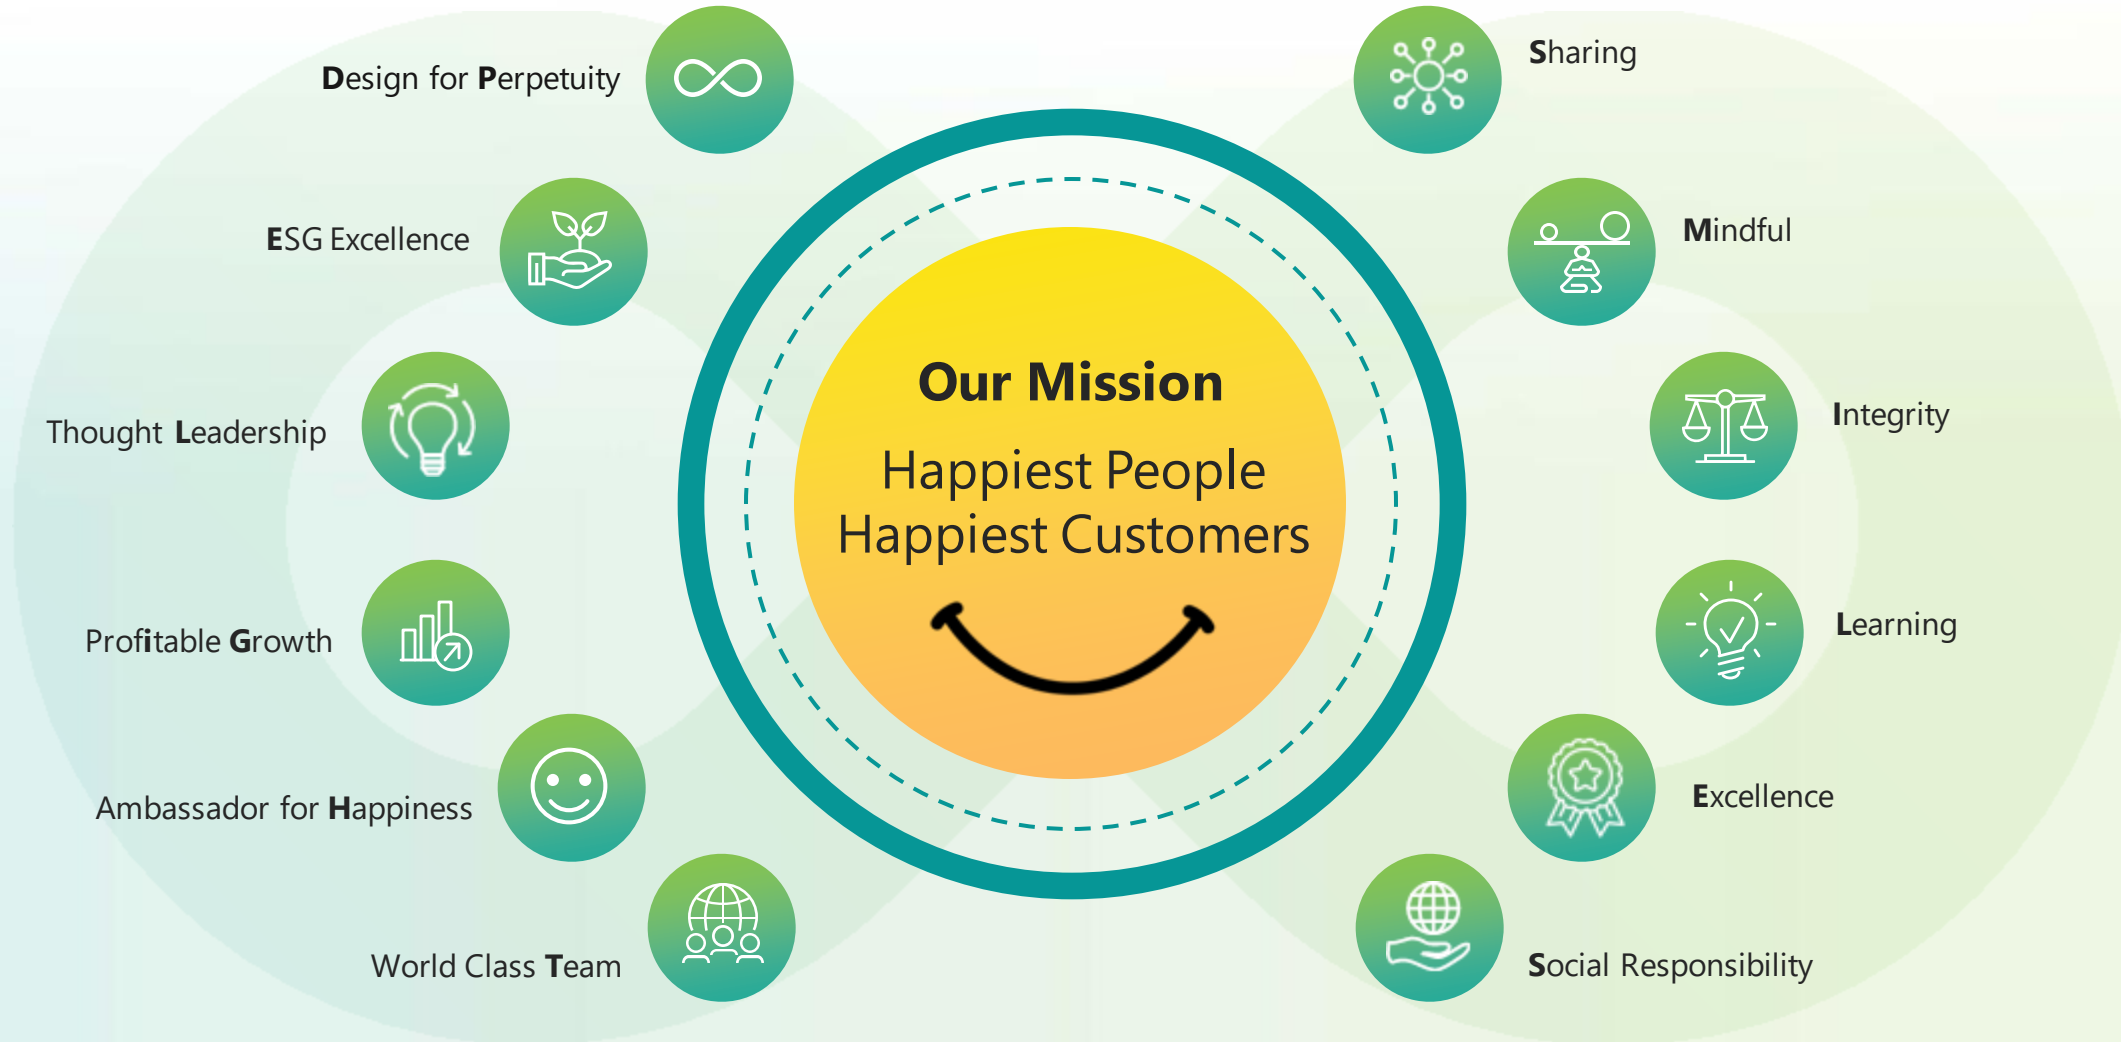 Design for Perpetuity
ESG Excellence
Thought Leadership
Profitable Growth
Ambassador for Happiness
World Class Team
Our Mission
Happiest People
Happiest Customers
Sharing
Mindful
Integrity
Learning
Excellence
Social Responsibility